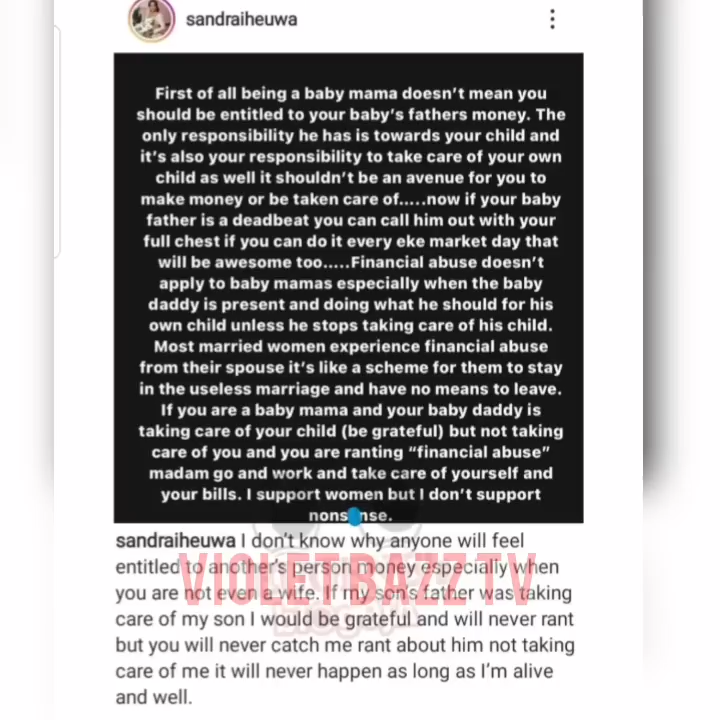 sandraiheuwa
First of all being a baby mama doesn't mean you
should be entitled to your baby's fathers money. The
only responsibility he has is towards your child and
it's also your responsibility to take care of your own
child as well it shouldn't be an avenue for you to
make money or be taken care of.....now if your baby
father is a deadbeat you can call him out with your
full chest if you can do it every eke market day that
will be awesome too.....Financial abuse doesn't
apply to baby mamas especially when the baby
daddy is present and doing what he should for his
own child unless he stops taking care of his child.
Most married women experience financial abuse
from their spouse it's like a scheme for them to stay
in the useless marriage and have no means to leave.
If you are a baby mama and your baby daddy is
taking care of your child (be grateful) but not taking
care of you and you are ranting "financial abuse"
madam go and work and take care of yourself and
your bills. I support women but I don't support
nonsense.
sandraiheuwa I don't know why anyone will feel
entitled to another's person money especially when
you are not even a wife. If my son's father was taking
care of my son I would be grateful and will never rant
but you will never catch me rant about him not taking
care of me it will never happen as long as I'm alive
and well.
VIOLETBAZZ TV